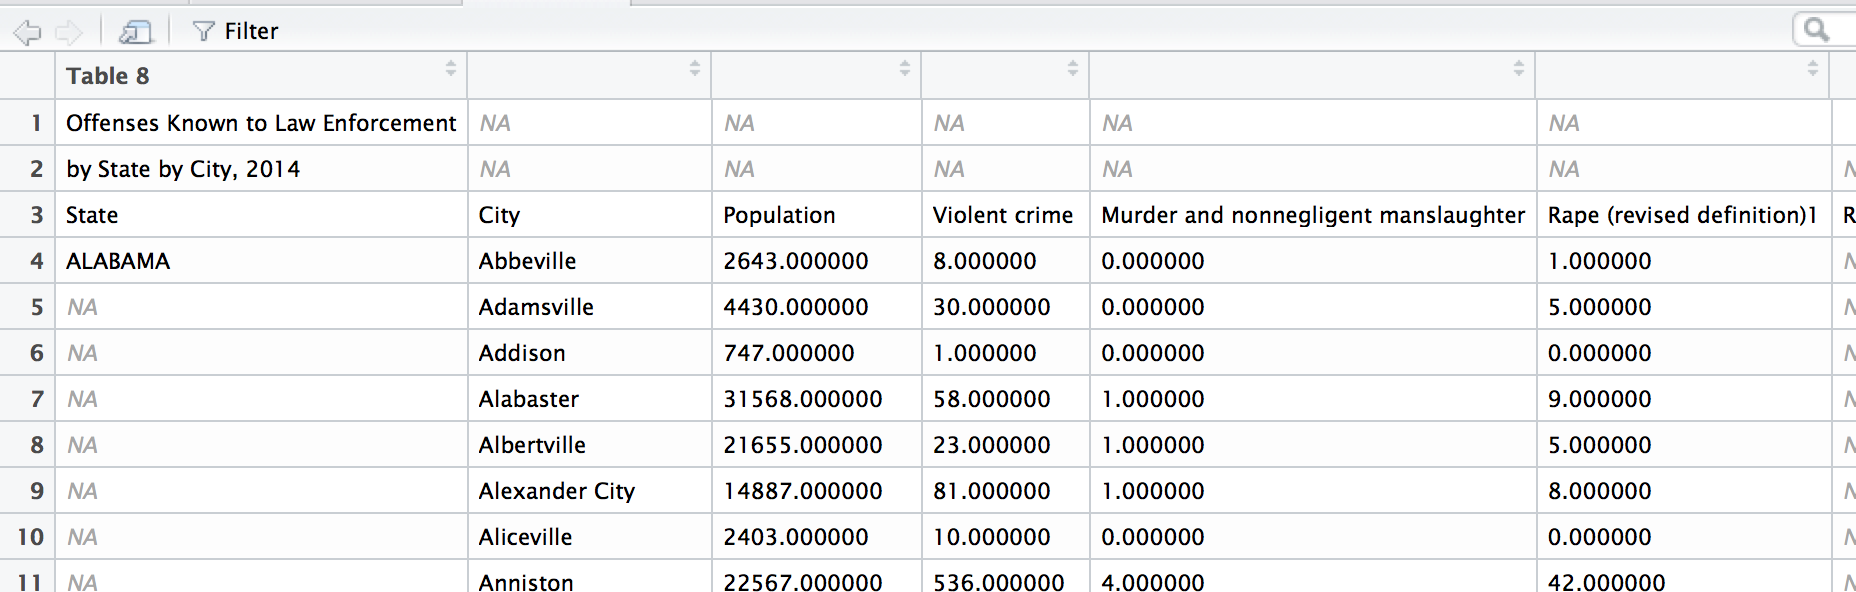 Filter
Table 8
1 Offenses Known to Law Enforcement NA NA NA NA NA
2 by State by City, 2014 NA NA NA NA NA N
3 State City Population Violent crime Murder and nonnegligent manslaughter Rape (revised definition)1 R
4 ALABAMA Abbeville 2643.000000 8.000000 0.000000 1.000000 N
5 NA Adamsville 4430.000000 30.000000 0.000000 5.000000 N
6 NA Addison 747.000000 1.000000 0.000000 0.000000 N
7 NA Alabaster 31568.000000 58.000000 1.000000 9.000000 N
8 NA Albertville 21655.000000 23.000000 1.000000 5.000000 N
9 NA Alexander City 14887.000000 81.000000 1.000000 8.000000 N
10 NA Aliceville 2403.000000 10.000000 0.000000 0.000000 N
11 NA Anniston 22567.000000 536.000000 4.000000 42.000000 N